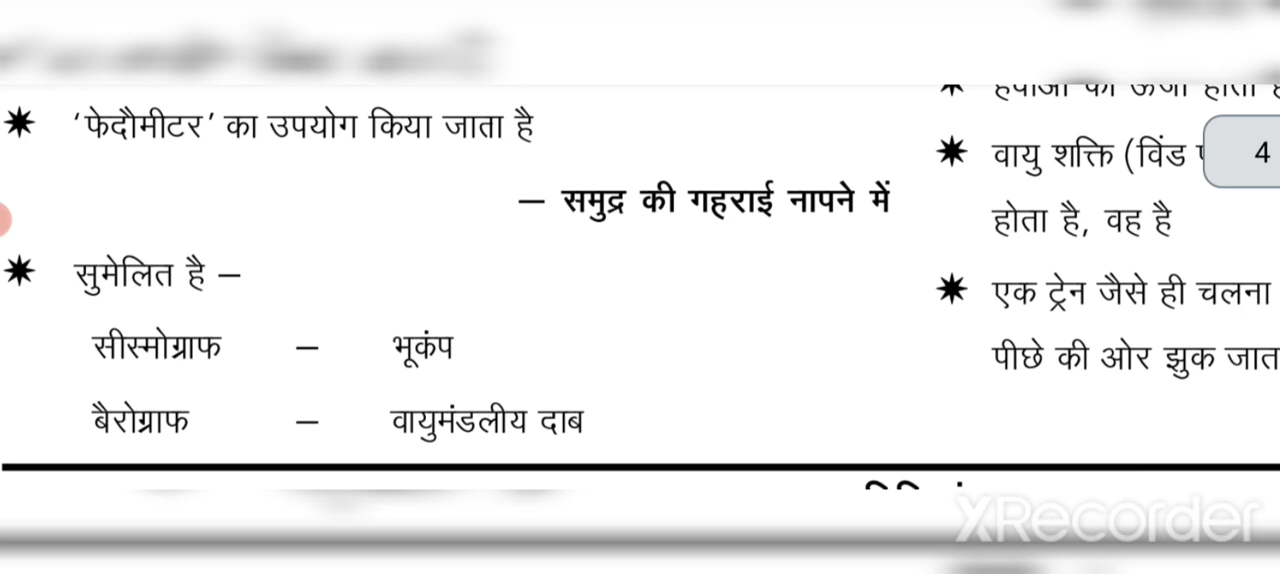 ★ 'फेदौमीटर' का उपयोग किया जाता है
– समुद्र की गहराई नापने में
★ सुमेलित है –
सीस्मोग्राफ – भूकंप
बैरोग्राफ – वायुमंडलीय दाब
★ वायु शक्ति (विंड
4
होता है, वह है
★ एक ट्रेन जैसे ही चलना
पीछे की ओर झुक जात
XRecorder